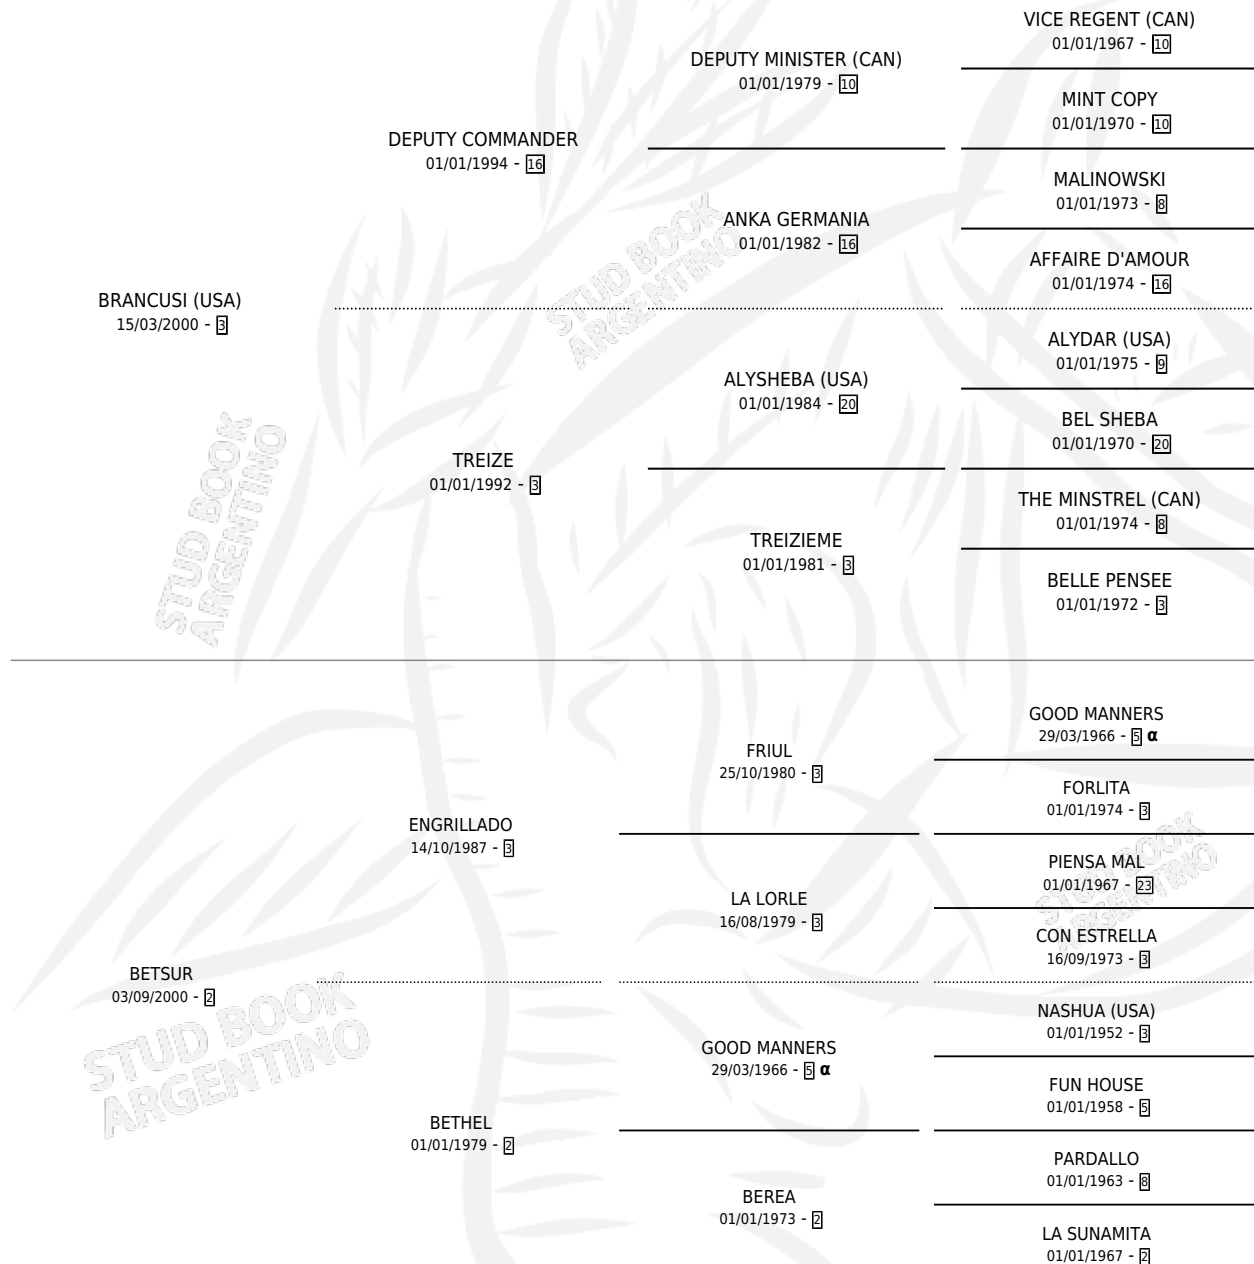 VICE REGENT (CAN)
01/01/1967 - 10
DEPUTY MINISTER (CAN)
01/01/1979 - 10
MINT COPY
01/01/1970 - 10
DEPUTY COMMANDER
01/01/1994 - 16
MALINOWSKI
01/01/1973 - 8
ANKA GERMANIA
01/01/1982 - 16
AFFAIRE D'AMOUR
01/01/1974 - 16
BRANCUSI (USA)
15/03/2000 - 3
ALYDAR (USA)
01/01/1975 - 9
ALYSHEBA (USA)
01/01/1984 - 20
BEL SHEBA
01/01/1970 - 20
TREIZE
01/01/1992 - 3
THE MINSTREL (CAN)
01/01/1974 - 8
TREIZIEME
01/01/1981 - 3
BELLE PENSEE
01/01/1972 - 3
GOOD MANNERS
29/03/1966 - 5 α
FRIUL
25/10/1980 - 3
FORLITA
01/01/1974 - 3
ENGRILLADO
14/10/1987 - 3
PIENSA MAL
01/01/1967 - 23
LA LORLE
16/08/1979 - 3
CON ESTRELLA
16/09/1973 - 3
BETSUR
03/09/2000 - 2
NASHUA (USA)
01/01/1952 - 3
GOOD MANNERS
29/03/1966 - 5 α
FUN HOUSE
01/01/1958 - 5
BETHEL
01/01/1979 - 2
PARDALLO
01/01/1963 - 8
BEREA
01/01/1973 - 2
LA SUNAMITA
01/01/1967 - 2
STUD BOOK
ARGENTINO
STUD BOOK
ARGENTINO
STUD BOOK
ARGENTINO
STUD BOOK
ARGENTINO